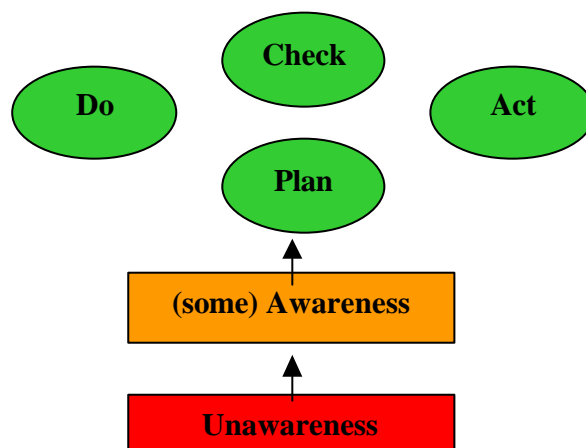 Check
Do
Act
Plan
(some) Awareness
Unawareness